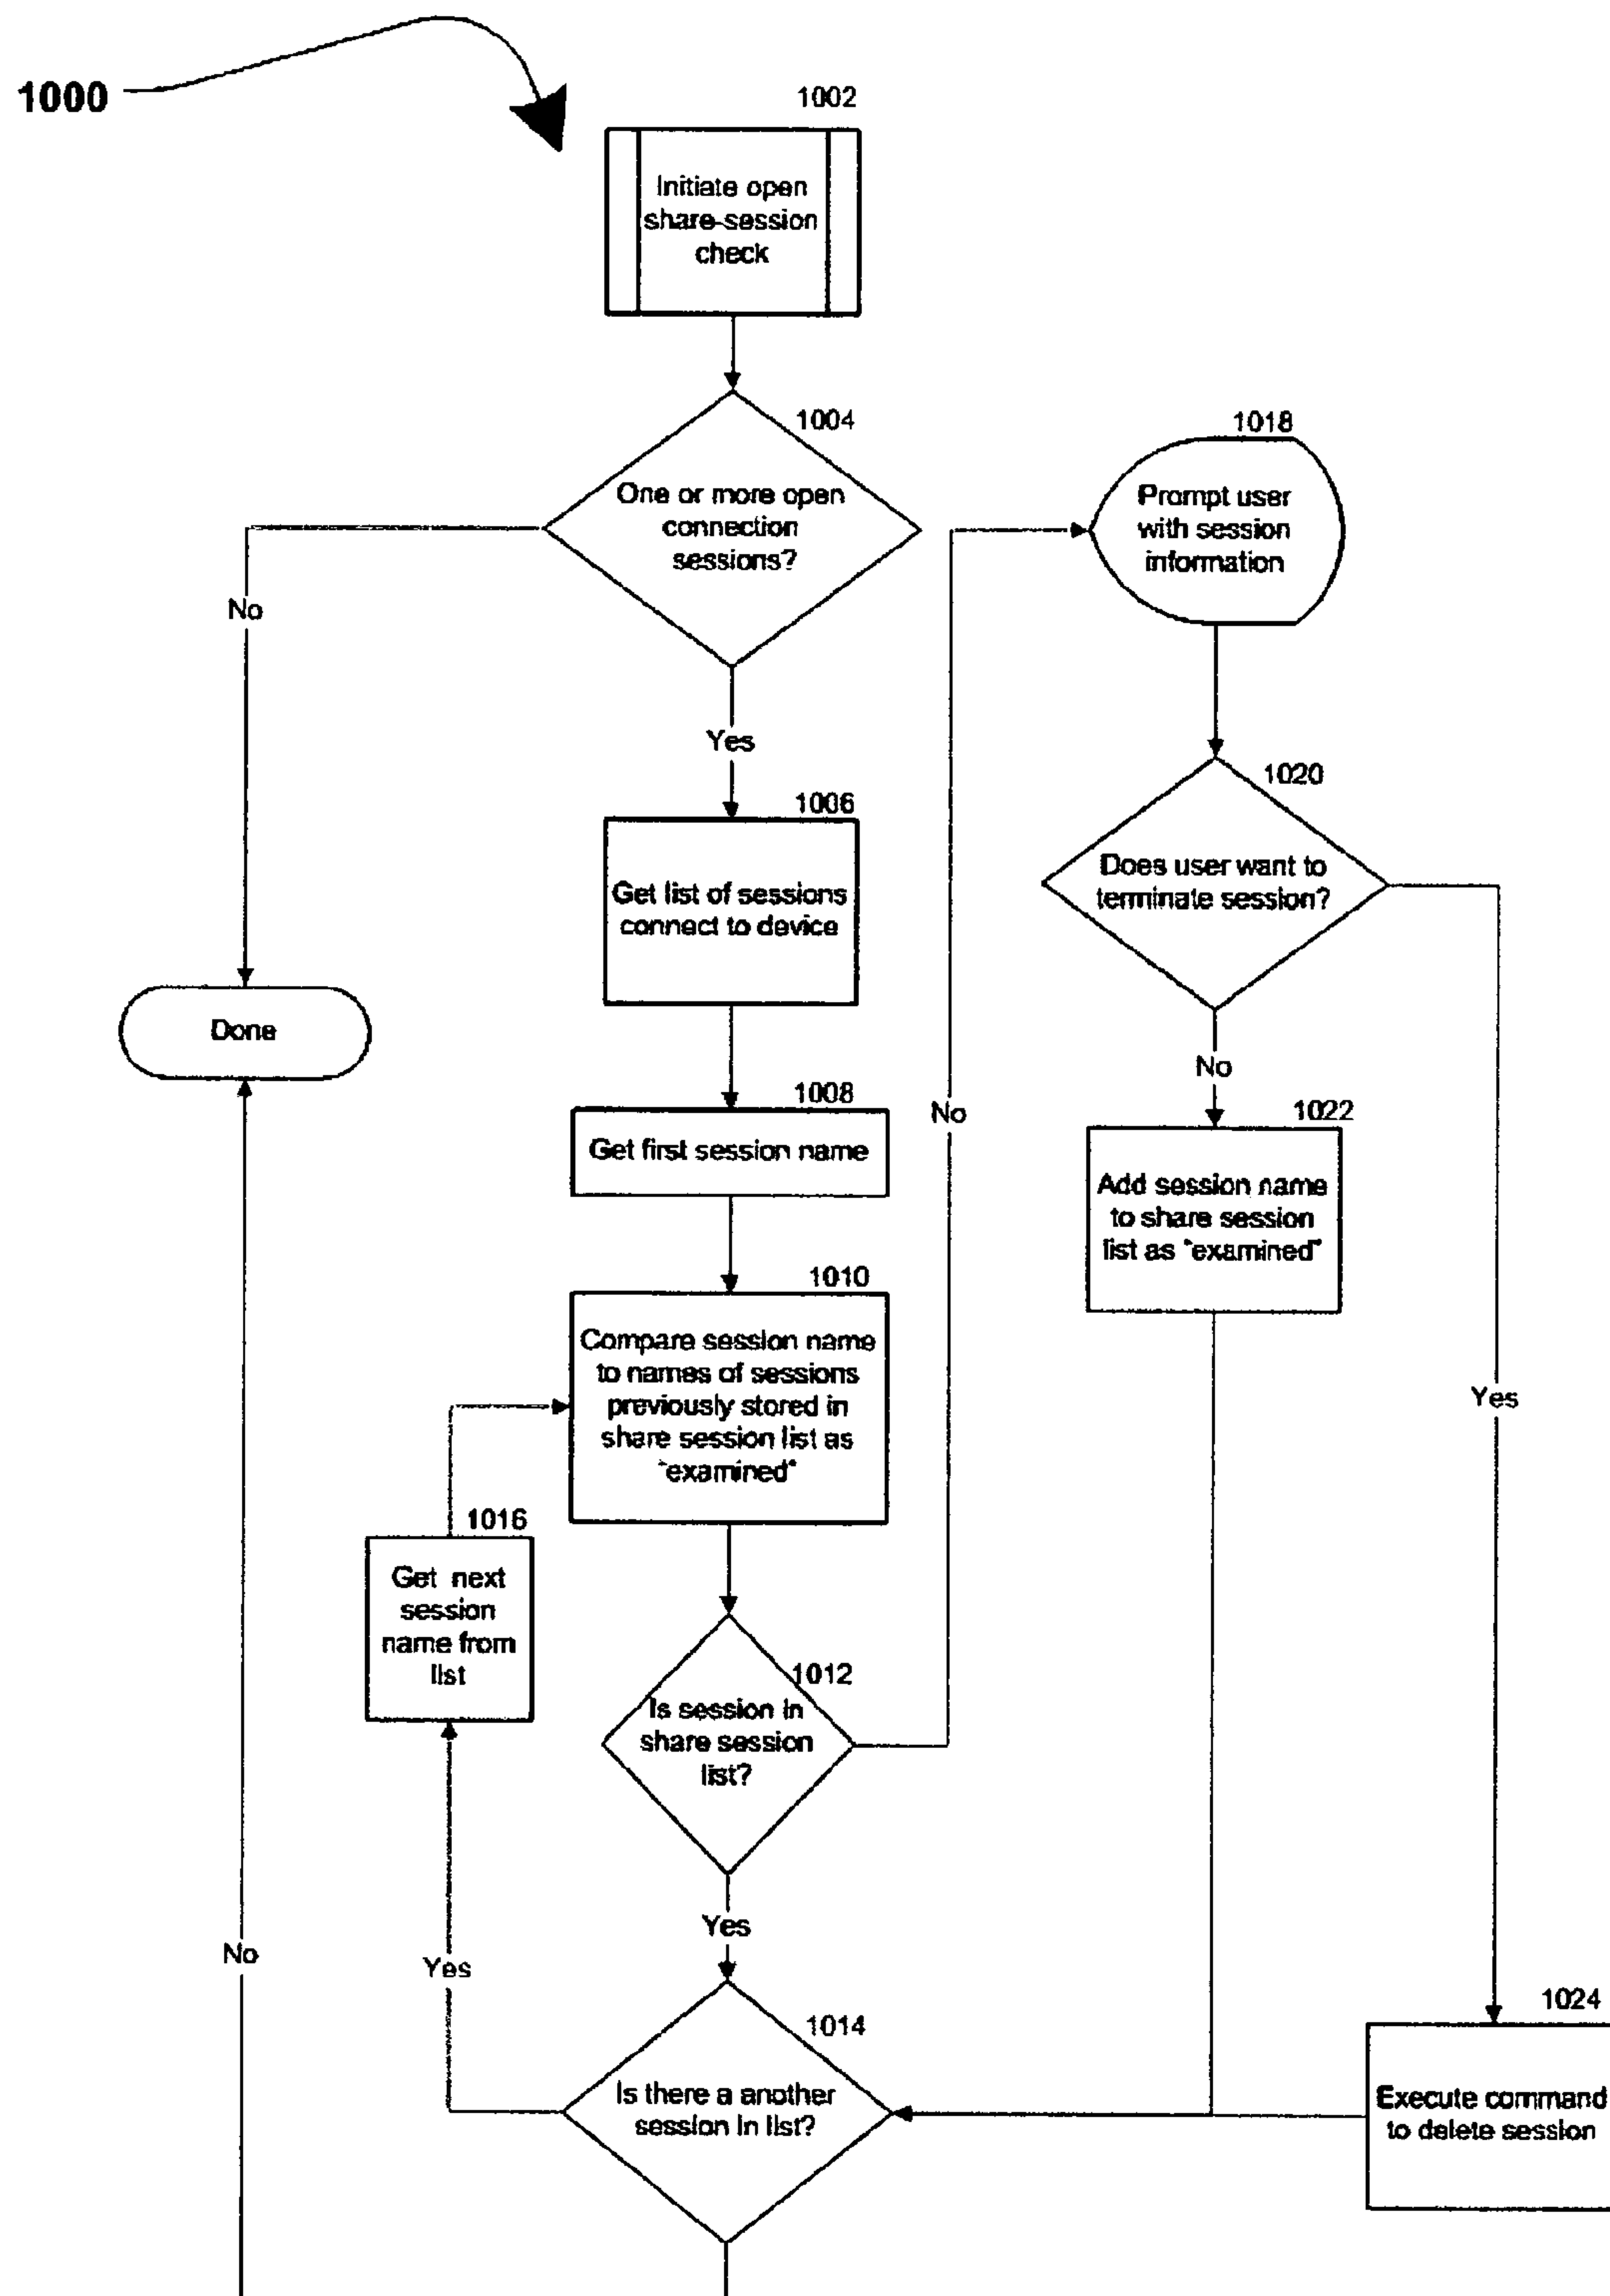 1000
1002
Initiate open
share-session
check
1004
One or more open
connection
sessions?
No
Yes
1006
Get list of sessions
connect to device
Done
1008
Get first session name
1010
Compare session name
to names of sessions
previously stored in
share session list as
"examined"
1016
Get next
session
name from
list
1012
Is session in
share session
list?
No
Yes
1014
Is there a another
session in list?
Yes
No
1018
Prompt user
with session
information
1020
Does user want to
terminate session?
No
Yes
1022
Add session name
to share session
list as "examined"
1024
Execute command
to delete session